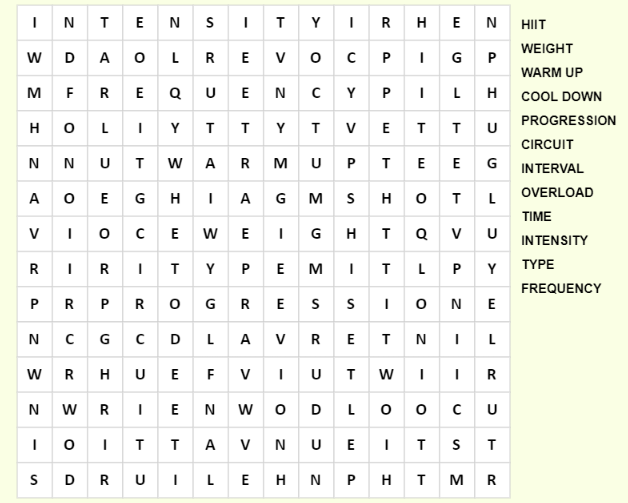 I N T E N S I T Y I R H E N
W D A O L R E V O C P I G P
M F R E Q U E N C Y P I L H
H O L I Y T T Y T V E T T U
N N U T W A R M U P T E E G
A O E G H I A G M S H O T L
V I O C E W E I G H T Q V U
R I R I T Y P E M I T L P Y
P R P R O G R E S S I O N E
N C G C D L A V R E T N I L
W R H U E F V I U T W I I R
N W R I E N W O D L O O C U
I O I T T A V N U E I T S T
S D R U I L E H N P H T M R
HIIT
WEIGHT
WARM UP
COOL DOWN
PROGRESSION
CIRCUIT
INTERVAL
OVERLOAD
TIME
INTENSITY
TYPE
FREQUENCY